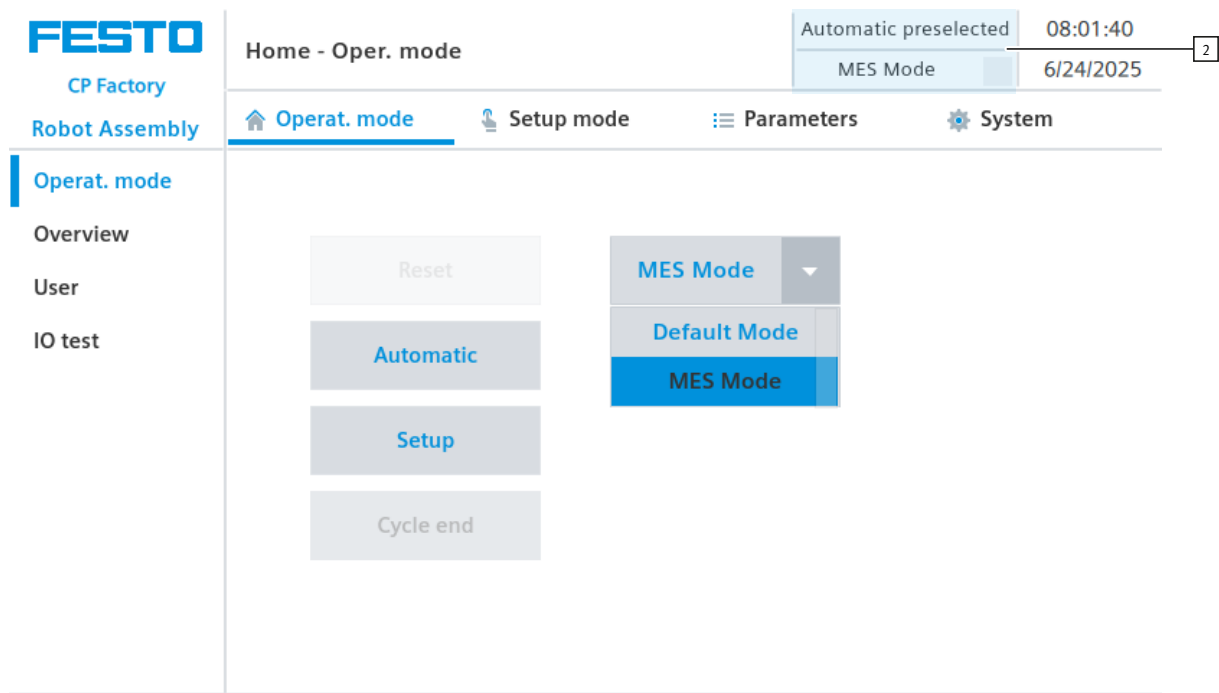 FESTO
CP Factory
Robot Assembly
Home - Oper. mode
Automatic preselected
MES Mode
08:01:40
6/24/2025
2
Operat. mode
Setup mode
Parameters
System
Operat. mode
Overview
User
IO test
Reset
Automatic
Setup
Cycle end
MES Mode
Default Mode
MES Mode